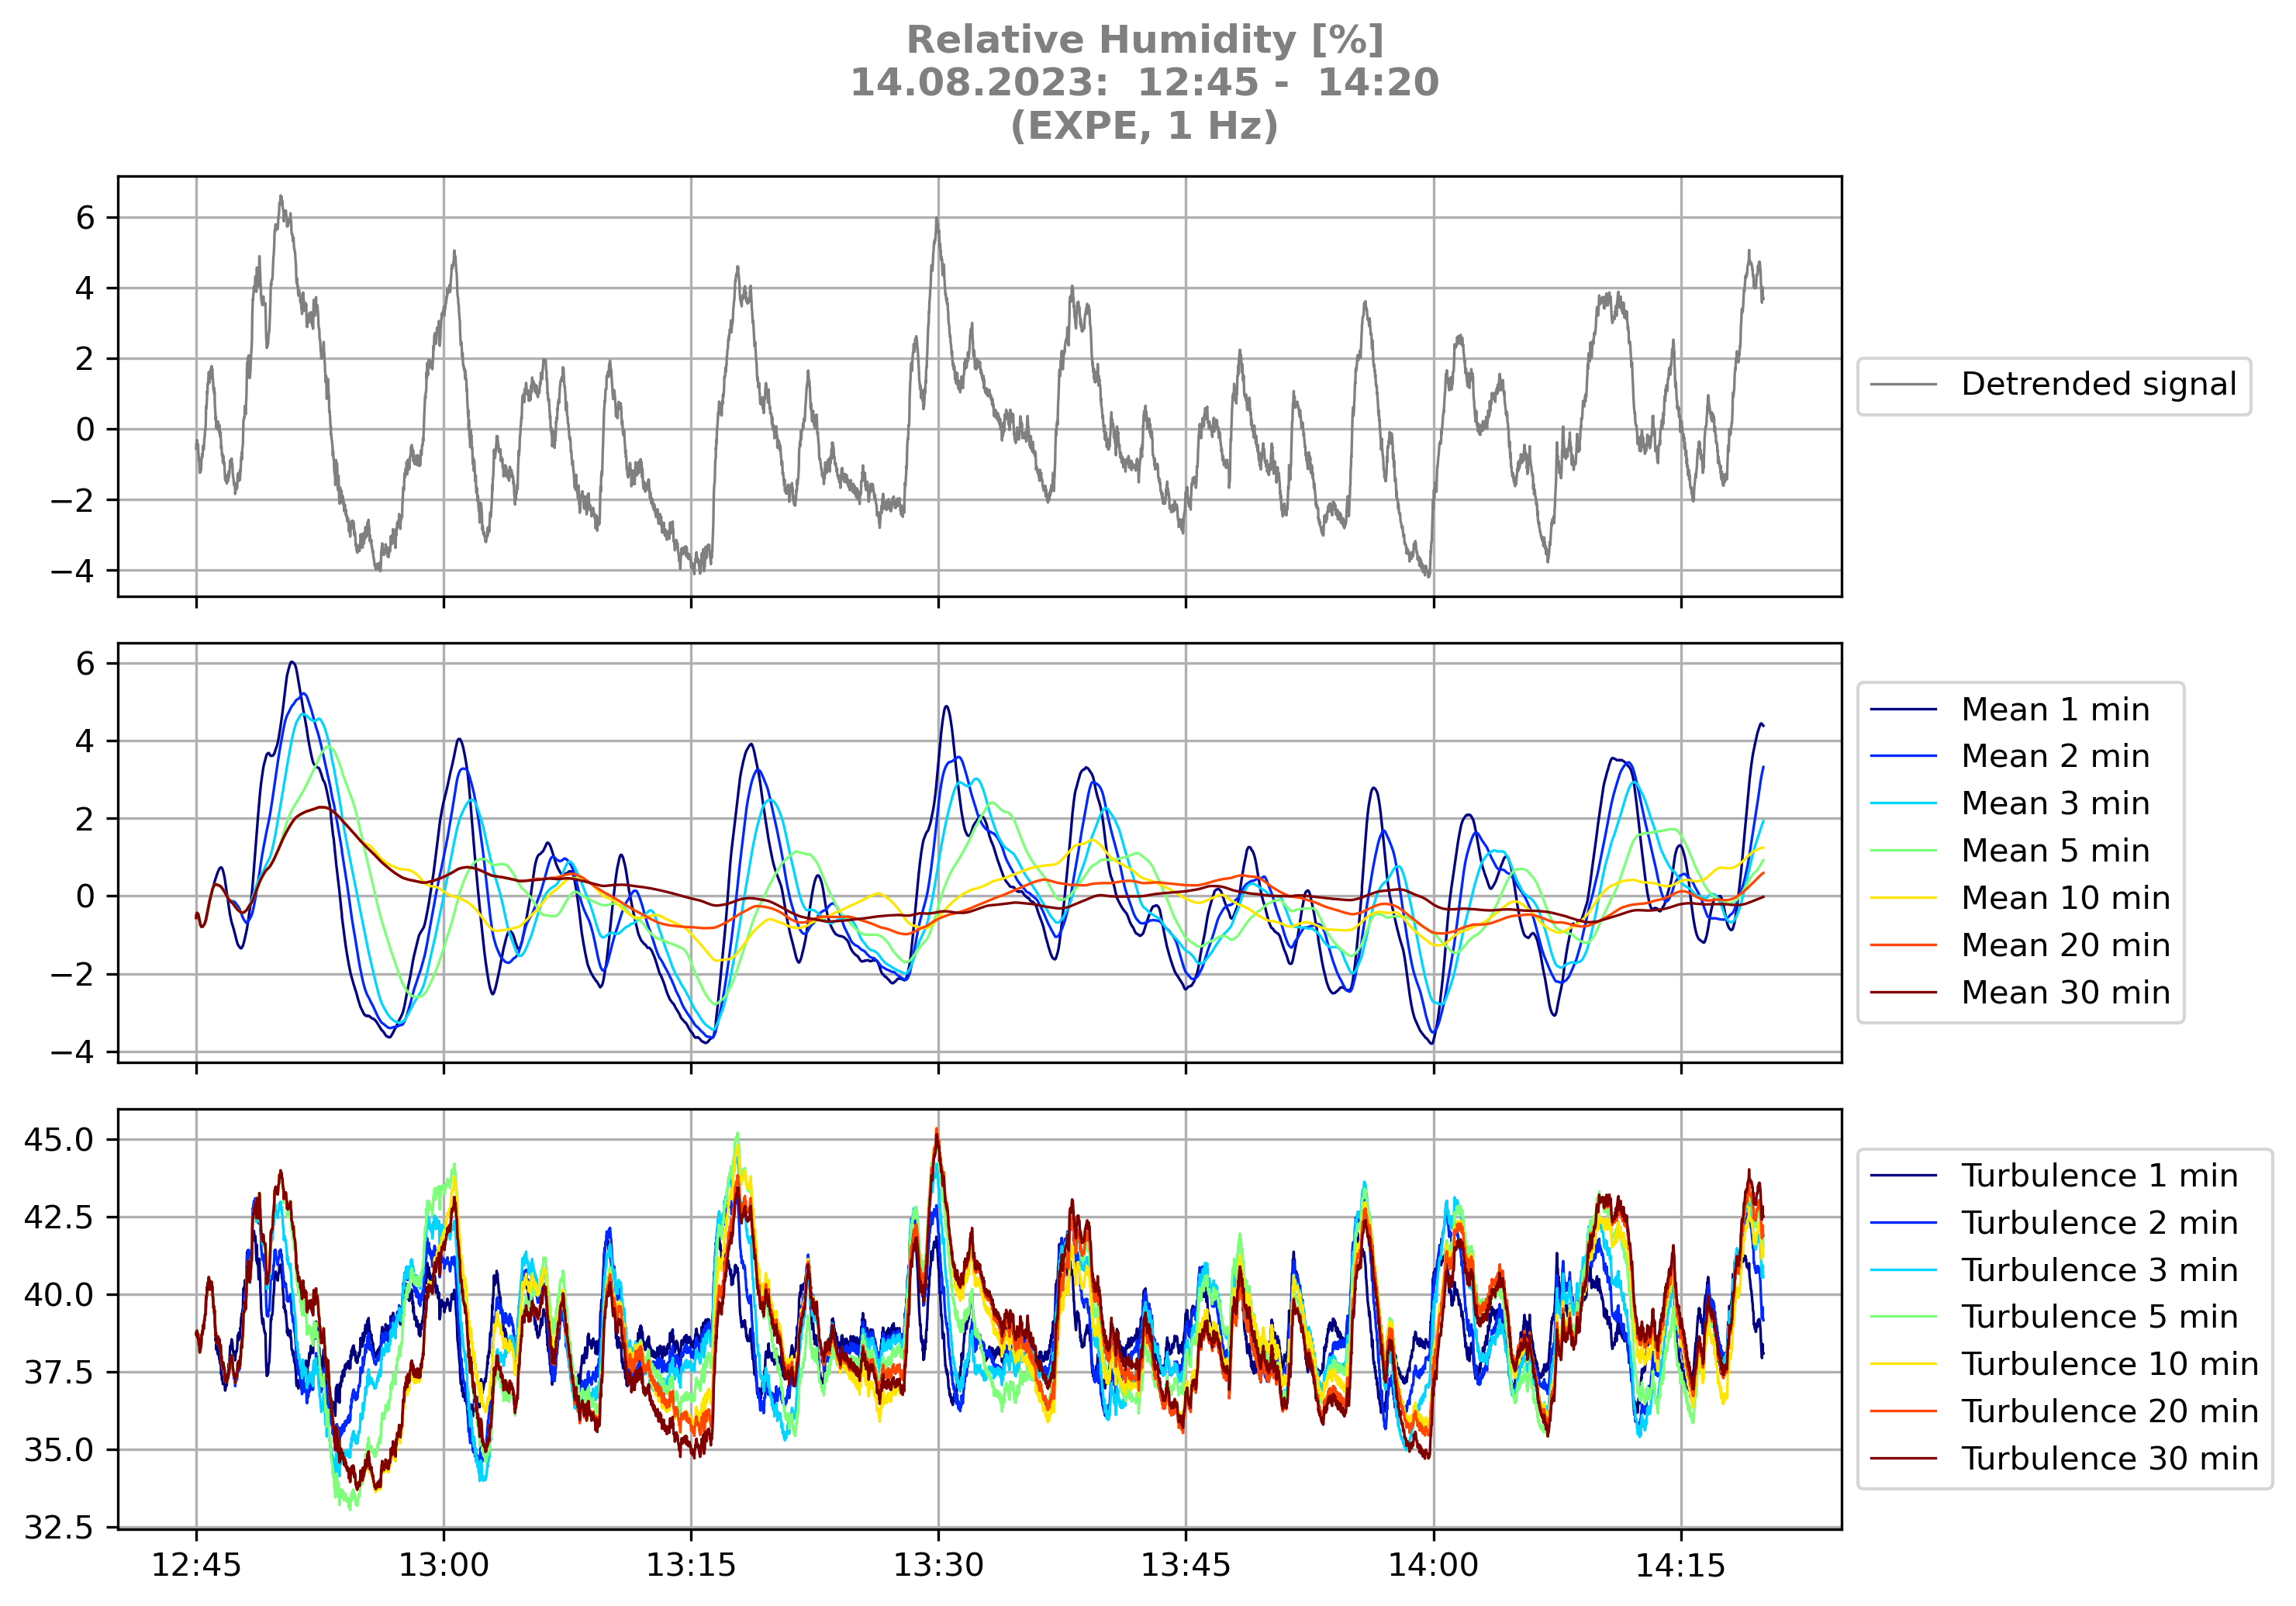 Relative Humidity [%]
14.08.2023:  12:45 -  14:20
(EXPE, 1 Hz)
6
4
2
0
−2
−4
Detrended signal
6
4
2
0
−2
−4
Mean 1 min
Mean 2 min
Mean 3 min
Mean 5 min
Mean 10 min
Mean 20 min
Mean 30 min
45.0
42.5
40.0
37.5
35.0
32.5
Turbulence 1 min
Turbulence 2 min
Turbulence 3 min
Turbulence 5 min
Turbulence 10 min
Turbulence 20 min
Turbulence 30 min
12:45 13:00 13:15 13:30 13:45 14:00 14:15